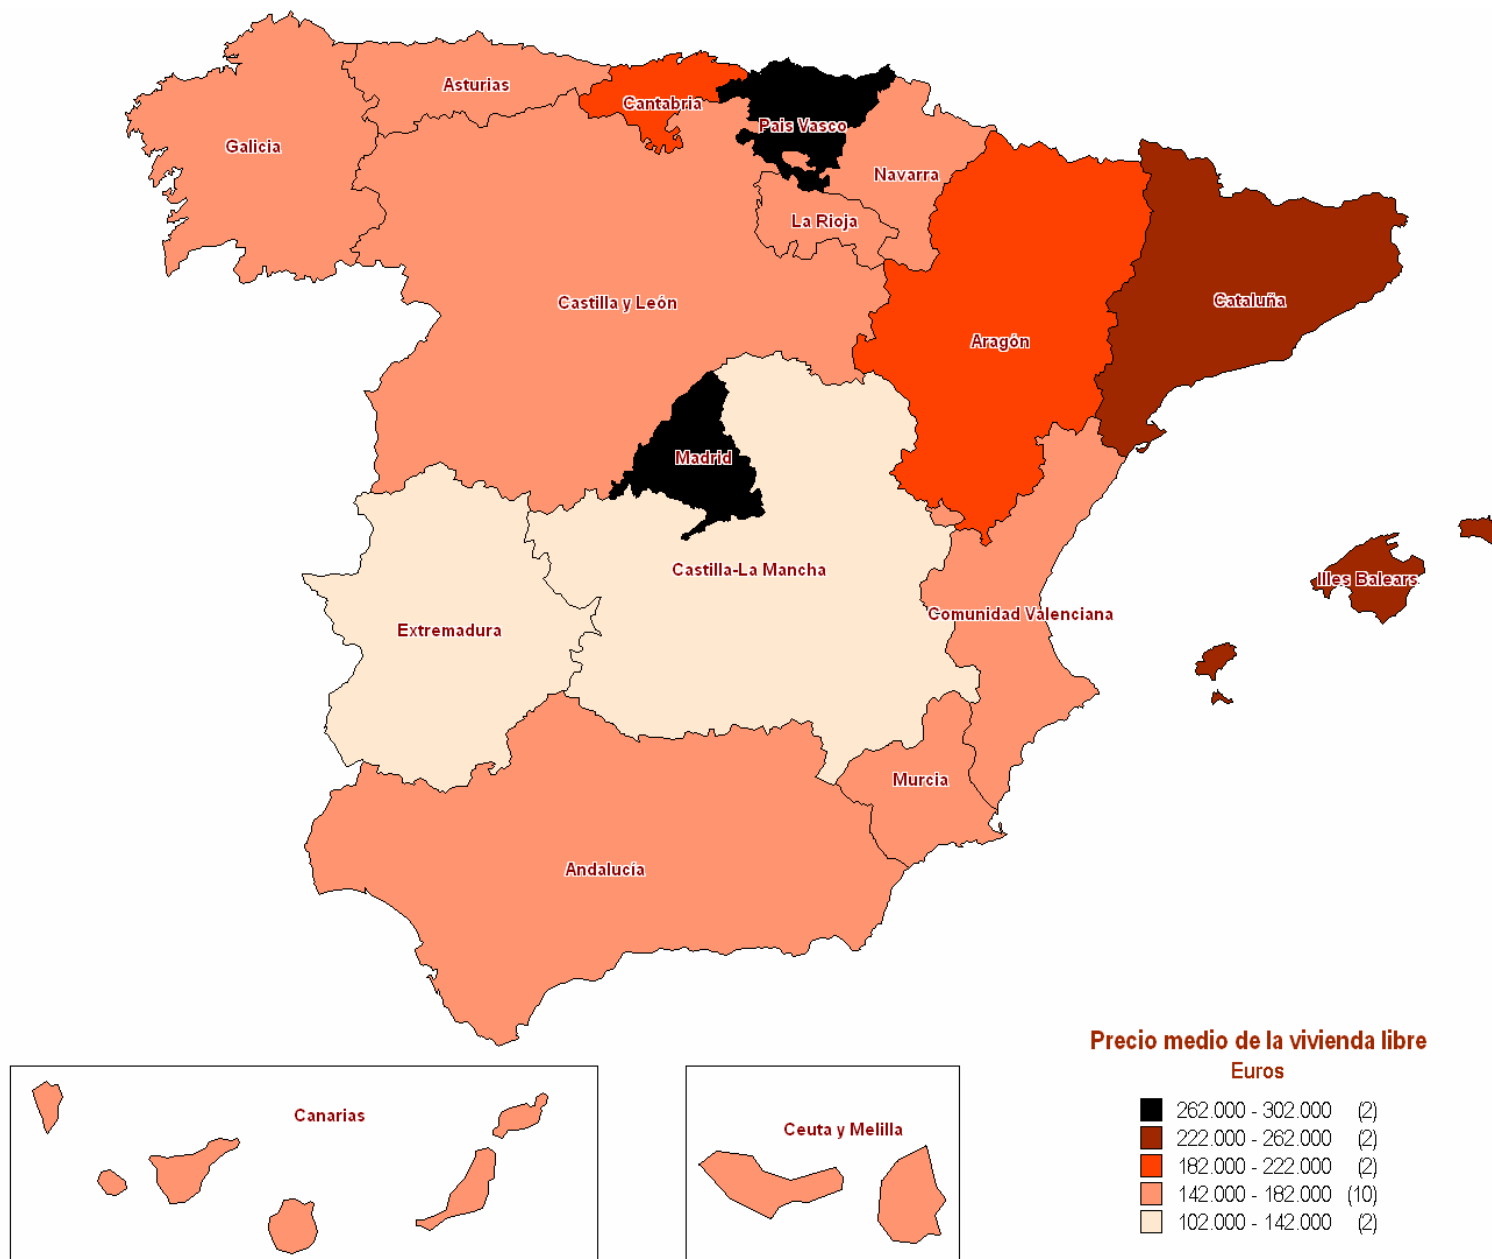 Asturias
Cantabria
Pais Vasco
Galicia
Navarra
La Rioja
Castilla y León
Cataluña
Aragón
Madrid
Castilla-La Mancha
Illes Balears
Comunidad Valenciana
Extremadura
Murcia
Andalucía
Precio medio de la vivienda libre
Euros
262.000 - 302.000 (2)
222.000 - 262.000 (2)
182.000 - 222.000 (2)
142.000 - 182.000 (10)
102.000 - 142.000 (2)
Canarias
Ceuta y Melilla